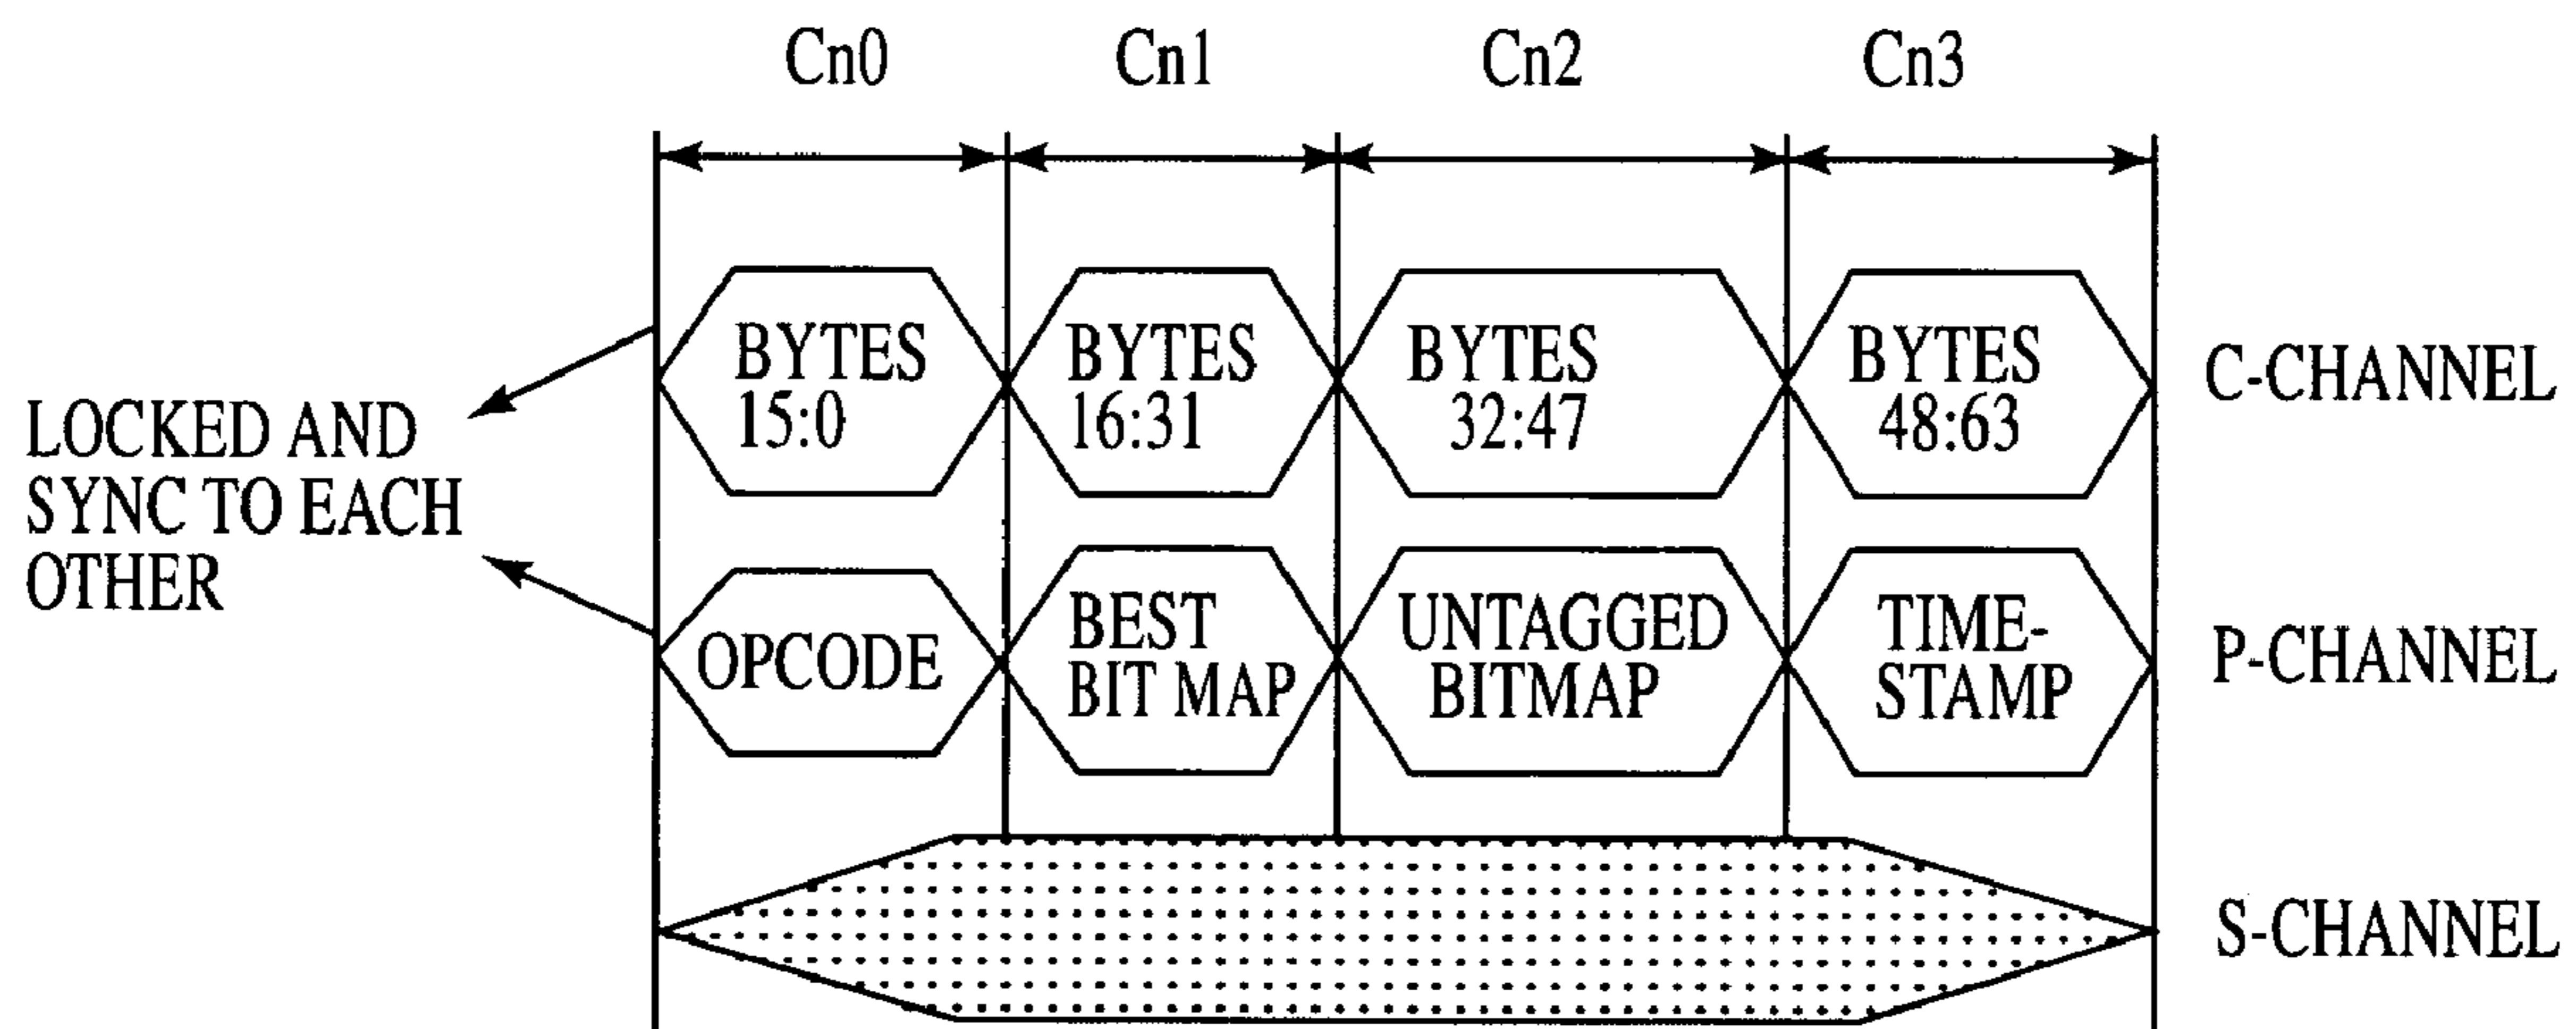 Cn0
Cn1
Cn2
Cn3
BYTES
15:0
BYTES
16:31
BYTES
32:47
BYTES
48:63
C-CHANNEL
LOCKED AND
SYNC TO EACH
OTHER
OPCODE
BEST
BIT MAP
UNTAGGED
BITMAP
TIME-
STAMP
P-CHANNEL
S-CHANNEL